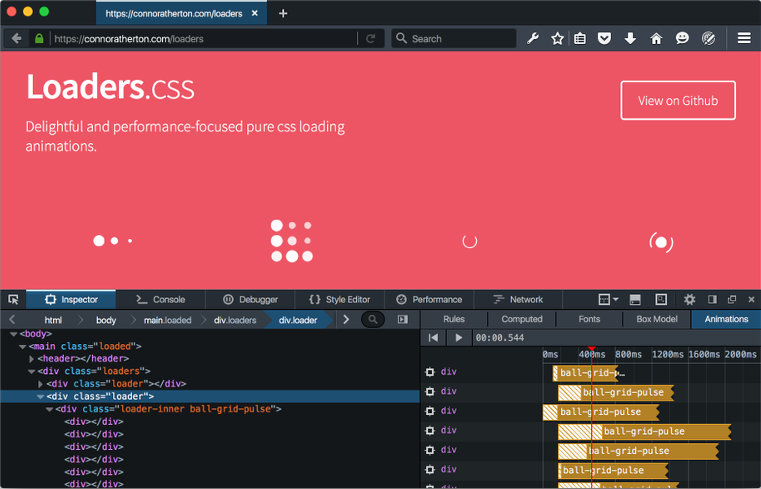 https://connoratherton.com/loaders
https://connoratherton.com/loaders
Search
Loaders.css
View on Github
Delightful and performance-focused pure css loading
animations.
Inspector Console Debugger Style Editor Performance Network
html body main.loaded div.loaders div.loader
Rules Computed Fonts Box Model Animations
<body>
<main class="loaded">
<header></header>
<div class="loaders">
<div class="loader"></div>
<div class="loader">
<div class="loader-inner ball-grid-pulse">
<div></div>
<div></div>
<div></div>
<div></div>
<div></div>
<div></div>
00:00.544
0ms 400ms 800ms 1200ms 1600ms 2000ms
div ball-grid-…
div ball-grid-pulse
div ball-grid-pulse
div ball-grid-pulse
div ball-grid-pulse
div ball-grid-pulse